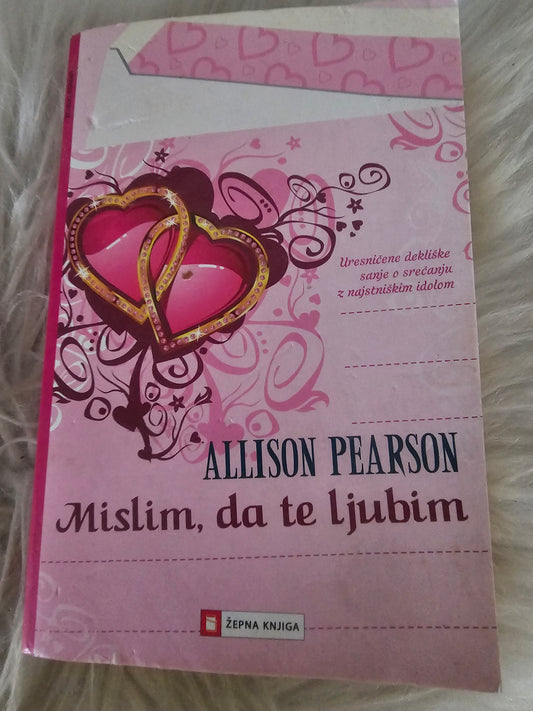 Uresničene dekliške
sanje o srečanju
z najstniškim idolom
ALLISON PEARSON
Mislim, da te ljubim
ŽEPNA KNJIGA